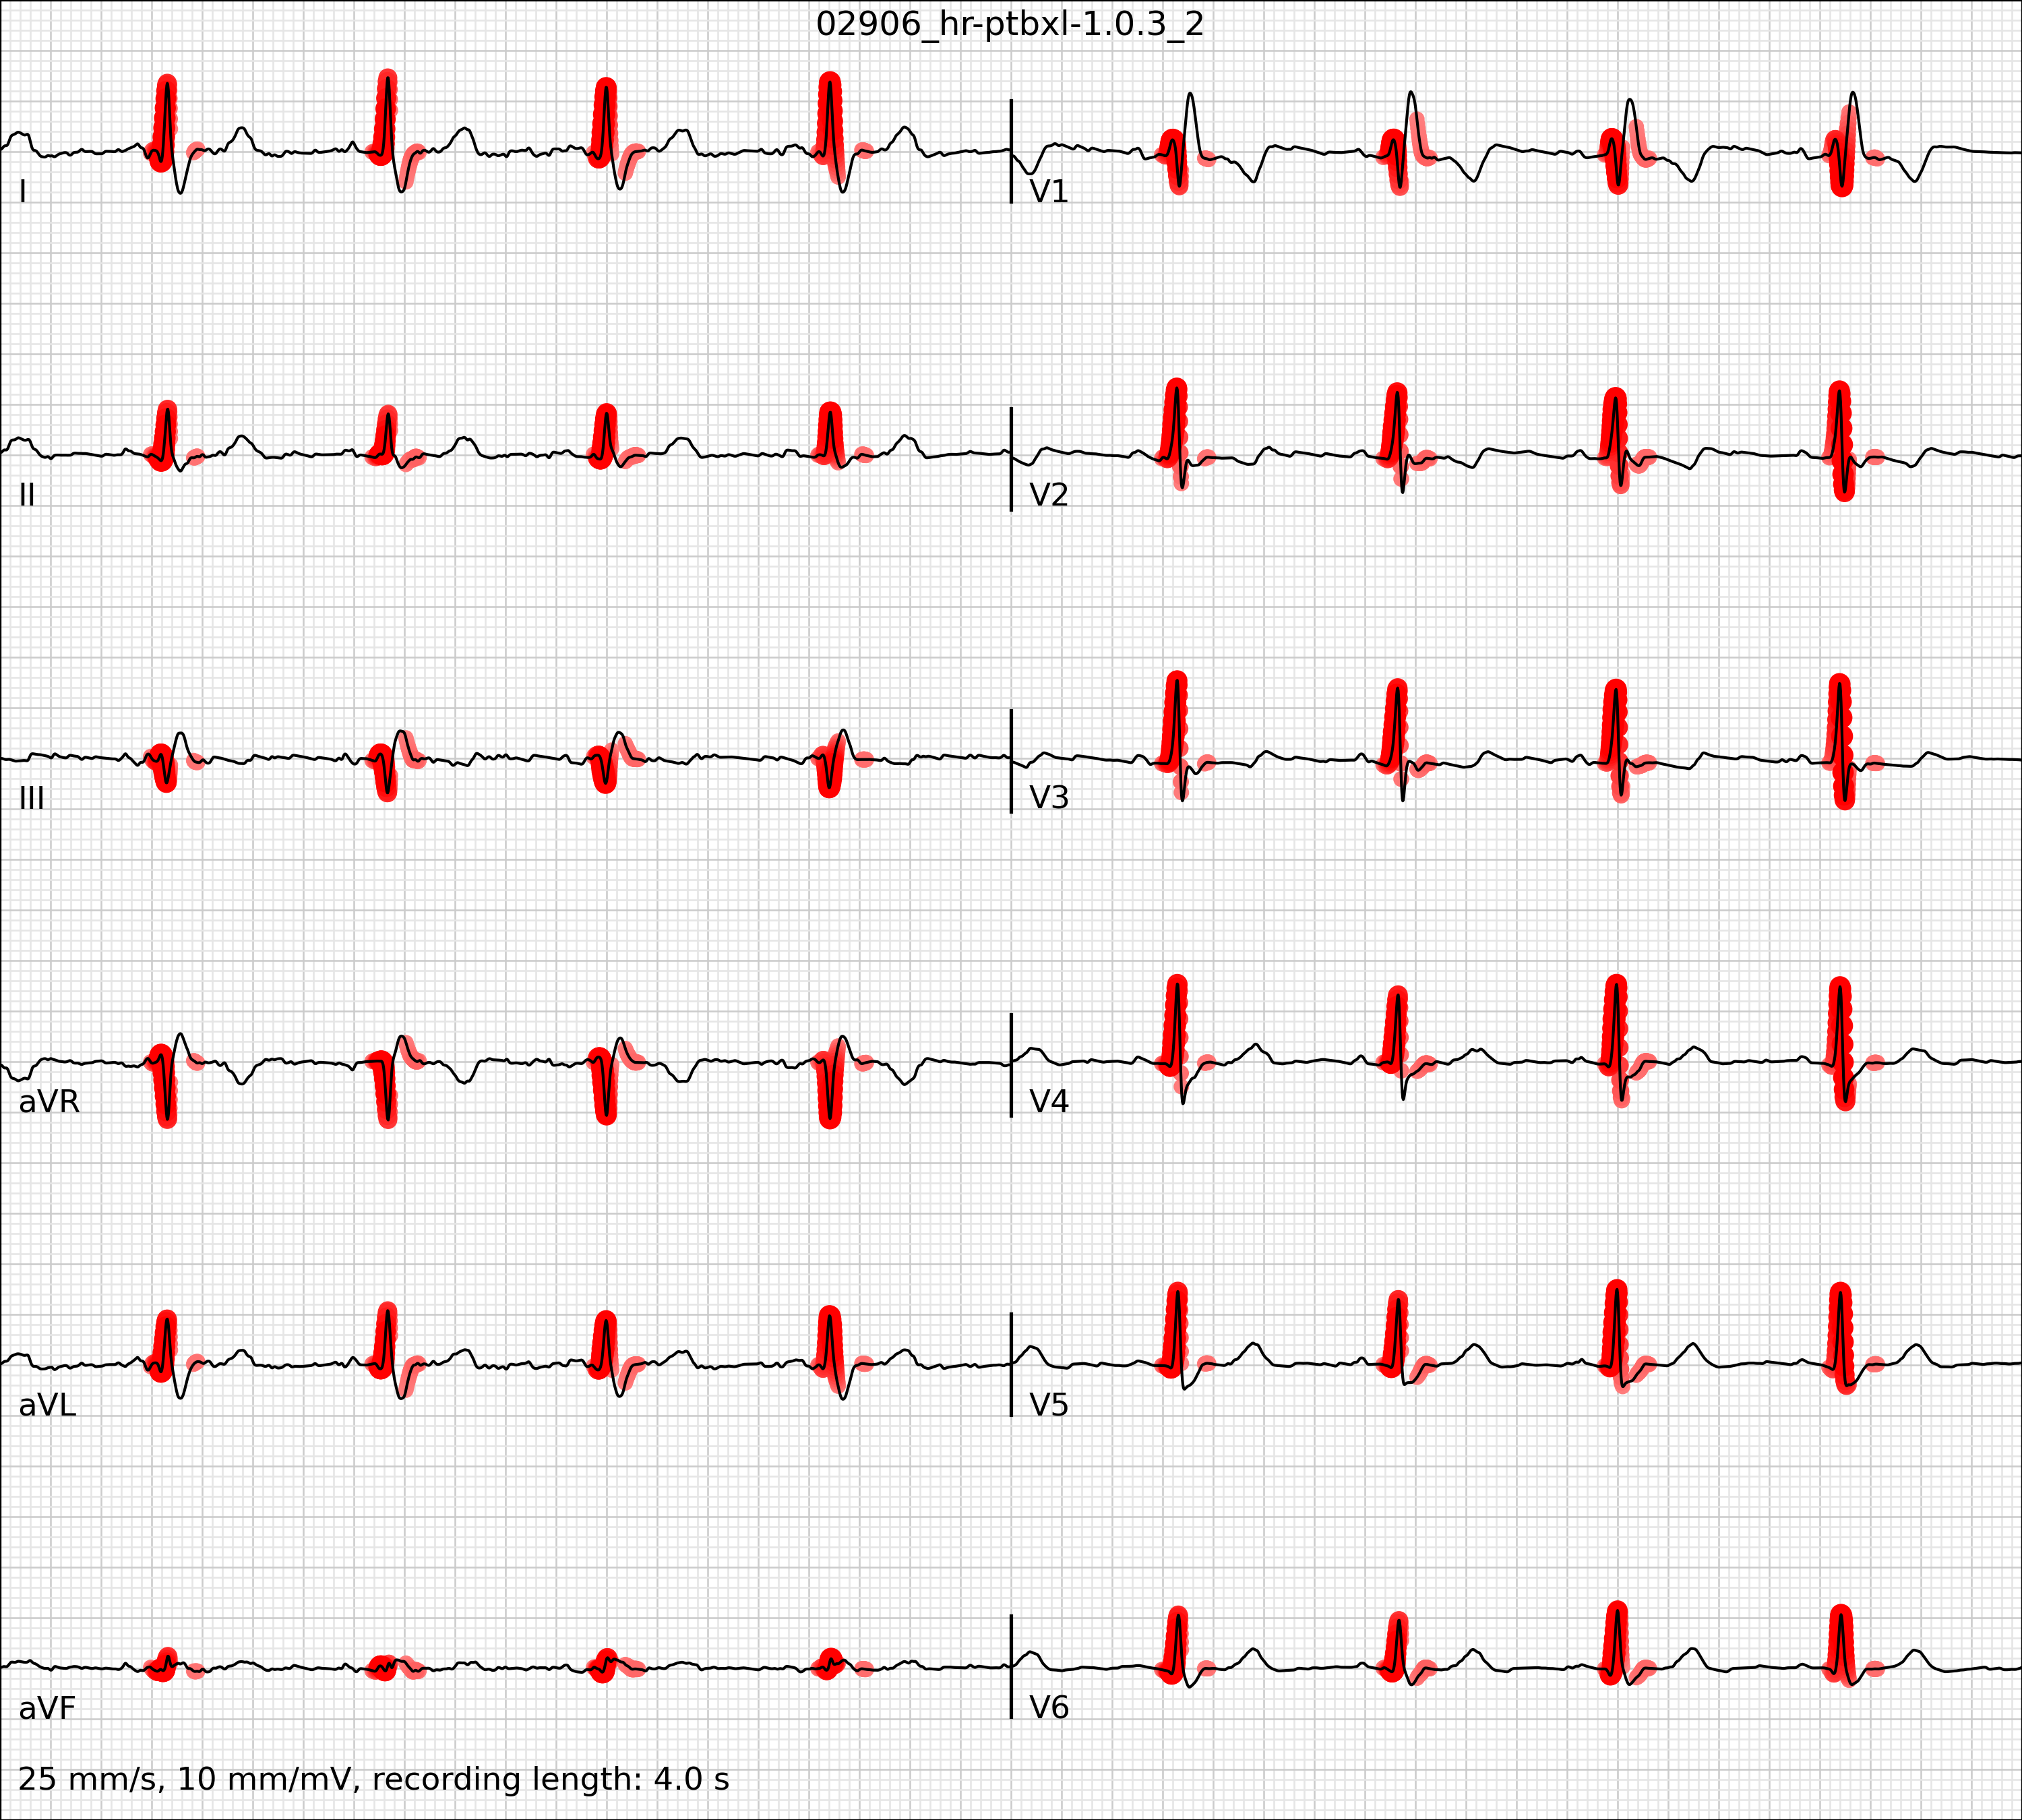 02906_hr-ptbxl-1.0.3_2
I
V1
II
V2
III
V3
aVR
V4
aVL
V5
aVF
V6
25 mm/s, 10 mm/mV, recording length: 4.0 s